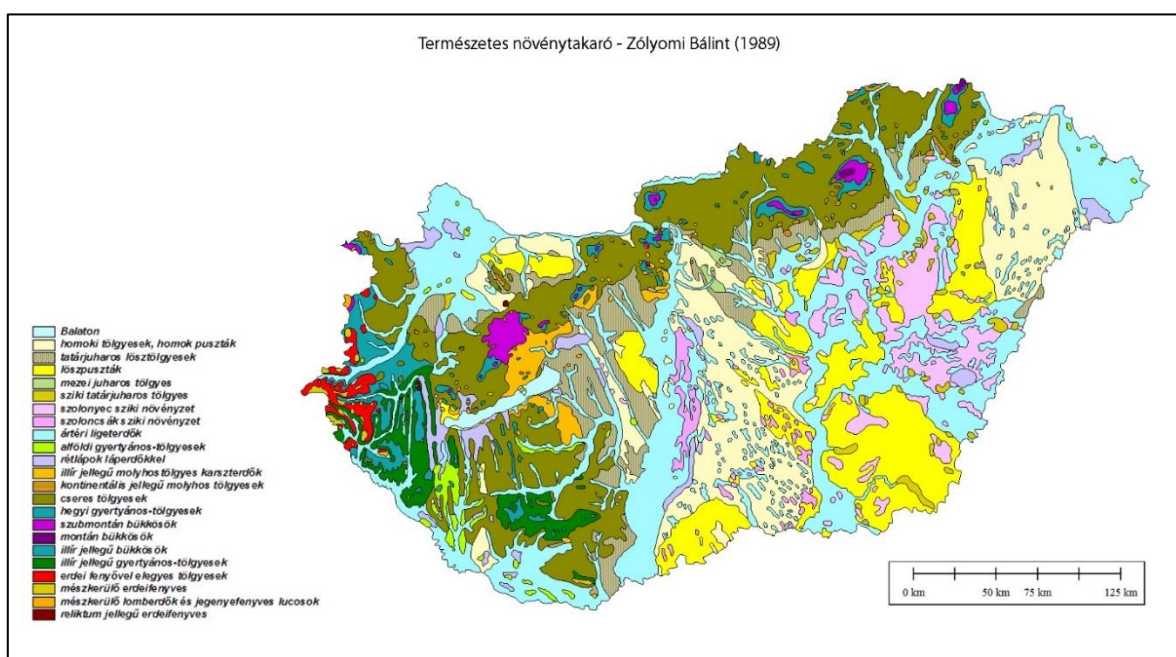 Természetes növénytakaró - Zólyomi Bálint (1989)
Balaton
homoki tölgyesek, homok puszták
tatárjuharos lösztölgyesek
löszpuszták
mezei juharos tölgyes
sziki tatárjuharos tölgyes
szolonyec sziki növényzet
szoloncsák sziki növényzet
ártéri ligeterdők
alföldi gyertyános-tölgyesek
rétlápok láperdőkkel
illír jellegű molyhostölgyes karszterdők
kontinentális jellegű molyhos tölgyesek
cseres tölgyesek
hegyi gyertyános-tölgyesek
szubmontán bükkösök
montán bükkösök
illír jellegű bükkösök
illír jellegű gyertyános-tölgyesek
erdei fenyővel elegyes tölgyesek
mészkerülő erdeifenyves
mészkerülő lomberdők és jegenyefenyves lucosok
reliktum jellegű erdeifenyves
0 km 50 km 75 km 125 km